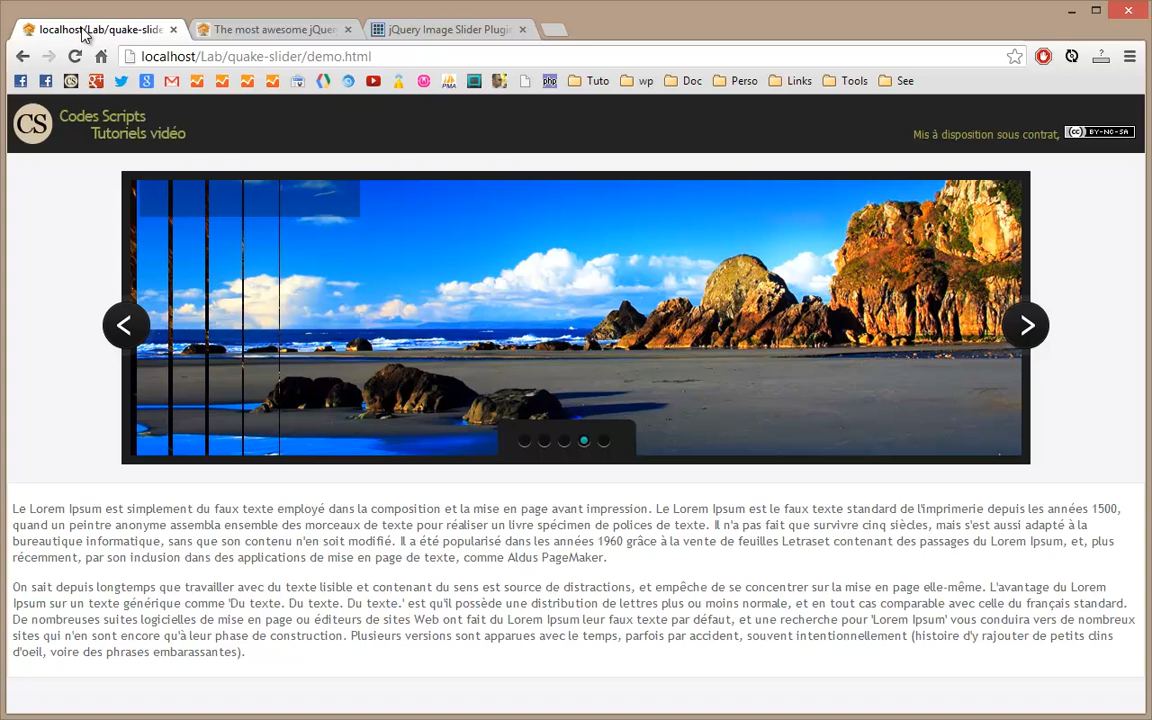 localhost/Lab/quake-slide
The most awesome jQuer
jQuery Image Slider Plugi
localhost/Lab/quake-slider/demo.html
Tuto
wp
Doc
Perso
Links
Tools
See
CS
Codes Scripts
Tutoriels vidéo
Mis à disposition sous contrat,
cc BY-NC-SA
Le Lorem Ipsum est simplement du faux texte employé dans la composition et la mise en page avant impression. Le Lorem Ipsum est le faux texte standard de l'imprimerie depuis les années 1500,
quand un peintre anonyme assembla ensemble des morceaux de texte pour réaliser un livre spécimen de polices de texte. Il n'a pas fait que survivre cinq siècles, mais s'est aussi adapté à la
bureautique informatique, sans que son contenu n'en soit modifié. Il a été popularisé dans les années 1960 grâce à la vente de feuilles Letraset contenant des passages du Lorem Ipsum, et, plus
récemment, par son inclusion dans des applications de mise en page de texte, comme Aldus PageMaker.
On sait depuis longtemps que travailler avec du texte lisible et contenant du sens est source de distractions, et empêche de se concentrer sur la mise en page elle-même. L'avantage du Lorem
Ipsum sur un texte générique comme 'Du texte. Du texte. Du texte.' est qu'il possède une distribution de lettres plus ou moins normale, et en tout cas comparable avec celle du français standard.
De nombreuses suites logicielles de mise en page ou éditeurs de sites Web ont fait du Lorem Ipsum leur faux texte par défaut, et une recherche pour 'Lorem Ipsum' vous conduira vers de nombreux
sites qui n'en sont encore qu'à leur phase de construction. Plusieurs versions sont apparues avec le temps, parfois par accident, souvent intentionnellement (histoire d'y rajouter de petits clins
d'oeil, voire des phrases embarassantes).